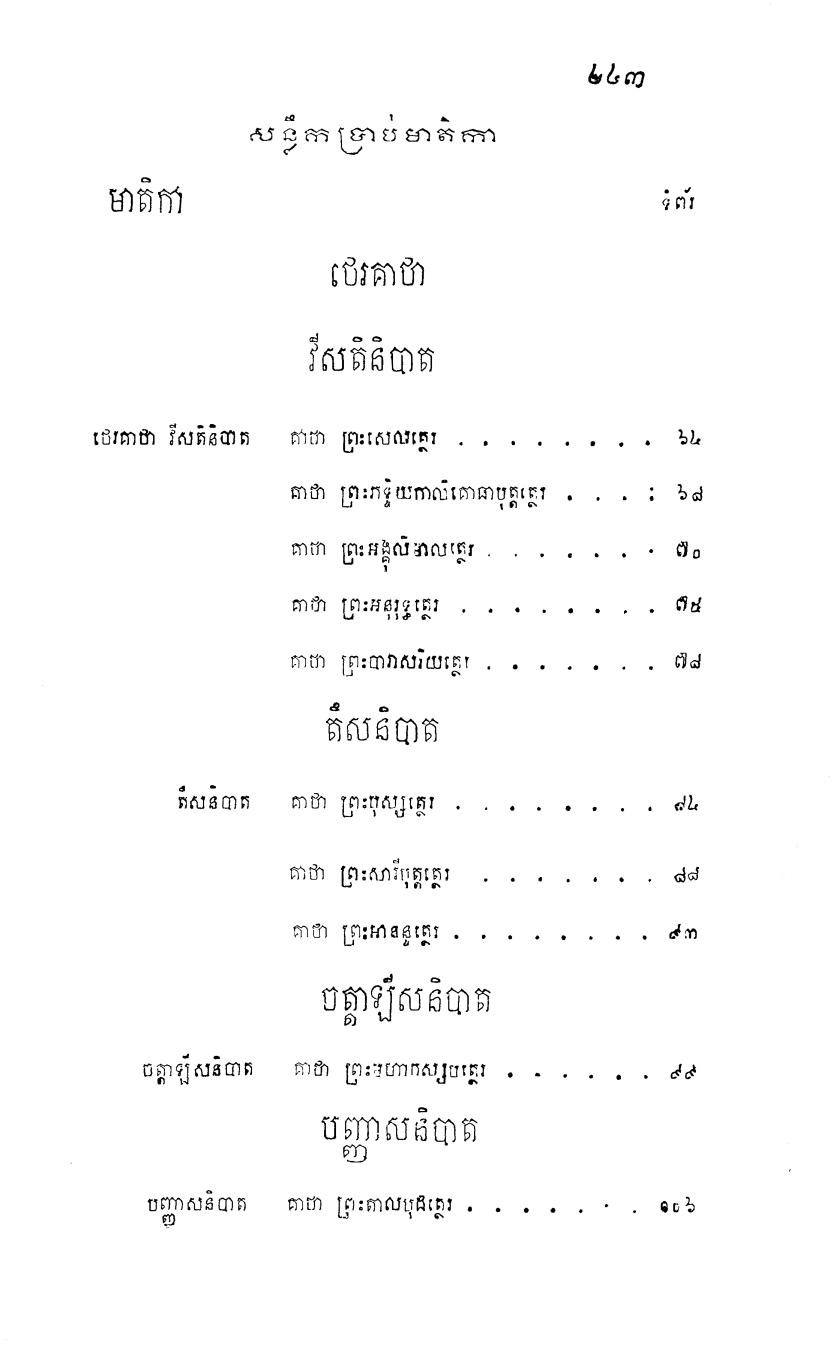 ២៤៣
សន្លឹកប្រាប់មាតិកា
មាតិកា ទំព័រ
ថេរគាថា
វីសតិនិបាត
ថេរគាថា វីសតិនិបាត គាថា ព្រះសេលត្ថេរ . . . . . . . . ៦៤
គាថា ព្រះភទ្ទិយកាលិគោធាបុត្តត្ថេរ . . . : ៦៨
គាថា ព្រះអង្គុលិមាលត្ថេរ . . . . . . . ៧០
គាថា ព្រះអនុរុទ្ធត្ថេរ . . . . . . . . ៧៥
គាថា ព្រះបារាសរិយត្ថេរ . . . . . . . ៧៨
តឹសនិបាត
តឹសនិបាត គាថា ព្រះផុស្សត្ថេរ . . . . . . . . ៨៤
គាថា ព្រះសារីបុត្តត្ថេរ . . . . . . . ៨៨
គាថា ព្រះអានន្ទត្ថេរ . . . . . . . . ៩៣
ចត្តាឡីសនិបាត
ចត្តាឡីសនិបាត គាថា ព្រះមហាកស្សបត្ថេរ . . . . . . ៩៩
បញ្ញាសនិបាត
បញ្ញាសនិបាត គាថា ព្រះតាលបុដត្ថេរ . . . . . . . ១០៦